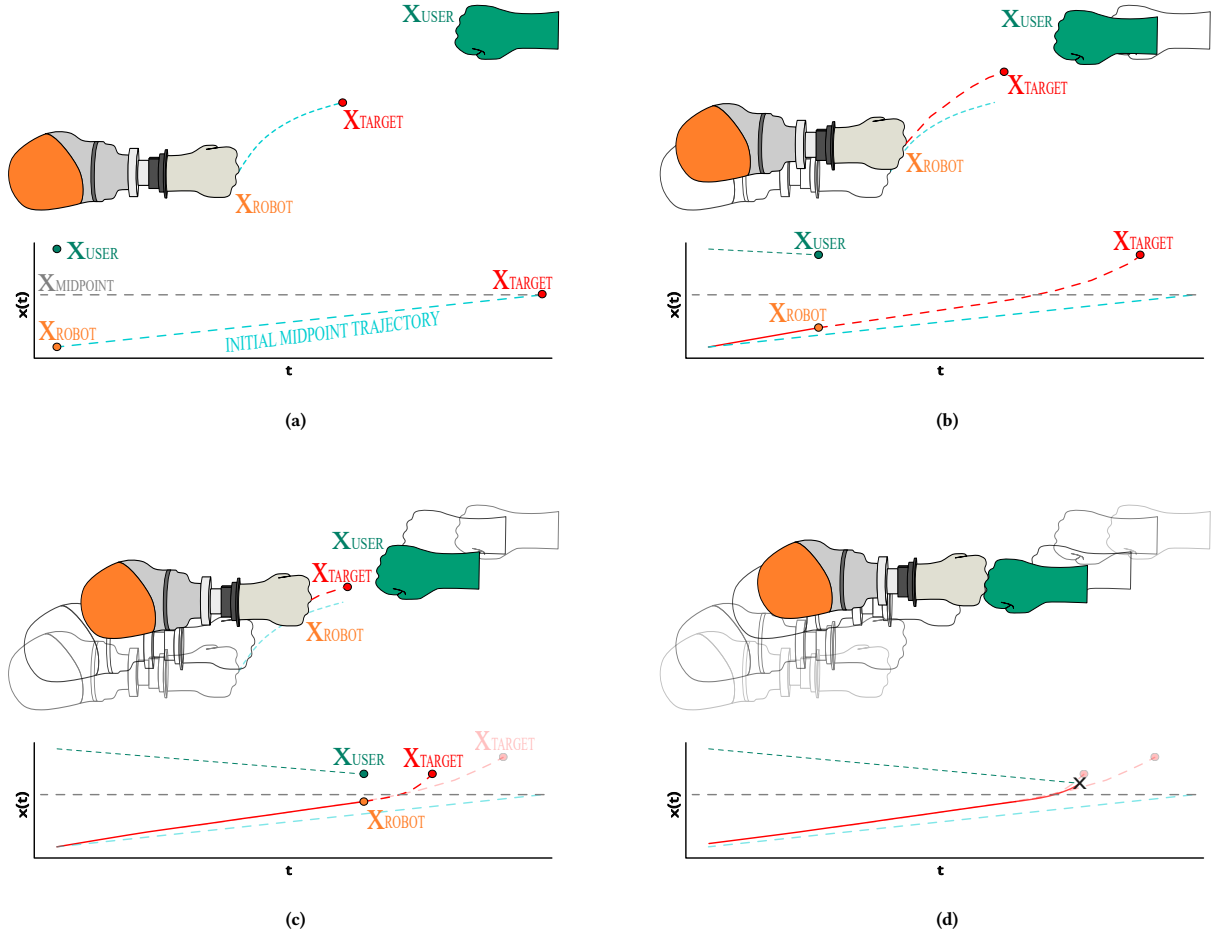 XUSER
XTARGET
XROBOT
XUSER
XMIDPOINT
XTARGET
XROBOT
INITIAL MIDPOINT TRAJECTORY
x(t)
t
(a)
XUSER
XTARGET
XROBOT
XUSER
XTARGET
XROBOT
x(t)
t
(b)
XUSER
XTARGET
XROBOT
XTARGET
XUSER
XTARGET
XROBOT
x(t)
t
(c)
x(t)
t
(d)